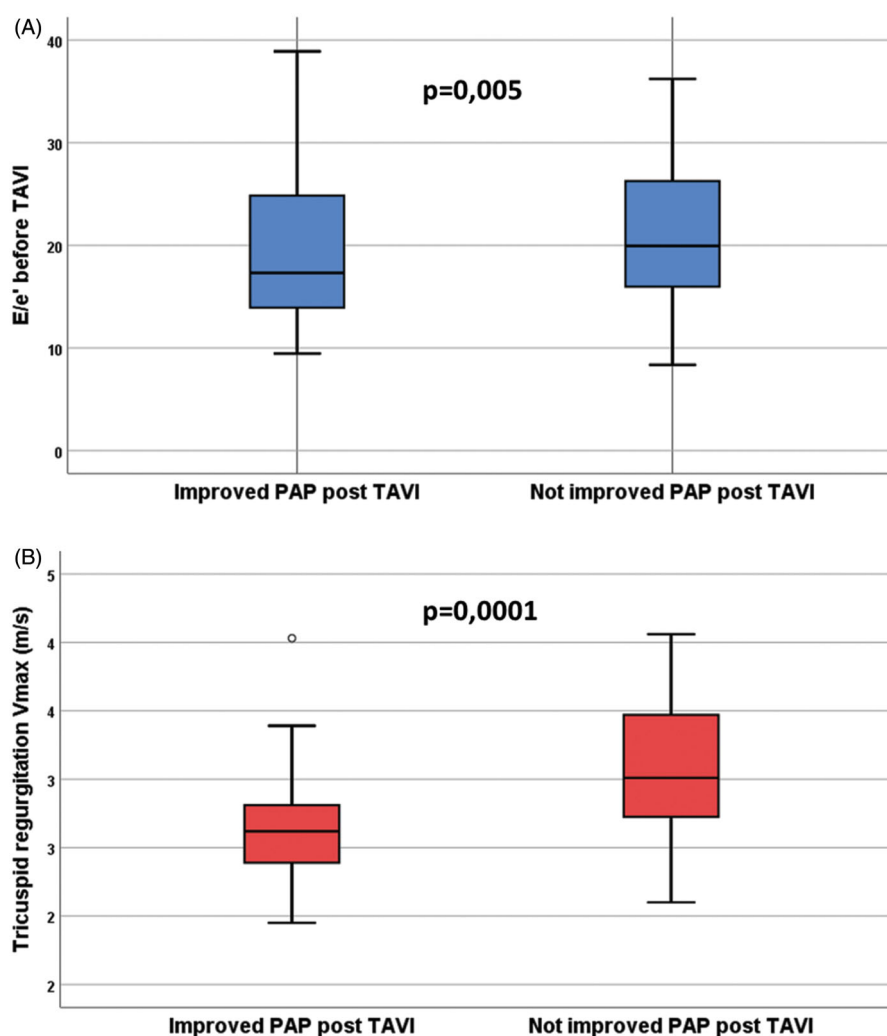 (A)
p=0,005
E/e' before TAVI
40
30
20
10
0
Improved PAP post TAVI
Not improved PAP post TAVI
(B)
p=0,0001
Tricuspid regurgitation Vmax (m/s)
5
4
4
3
3
2
2
Improved PAP post TAVI
Not improved PAP post TAVI